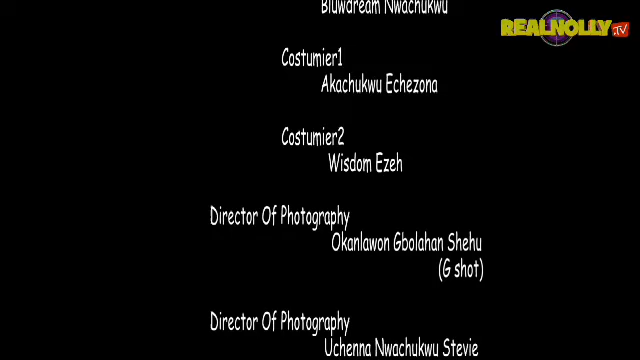 Bluwdream Nwachukwu
REALNOLLY.TV
Costumier1
Akachukwu Echezona
Costumier2
Wisdom Ezeh
Director Of Photography
Okanlawon Gbolahan Shehu
(G shot)
Director Of Photography
Uchenna Nwachukwu Stevie